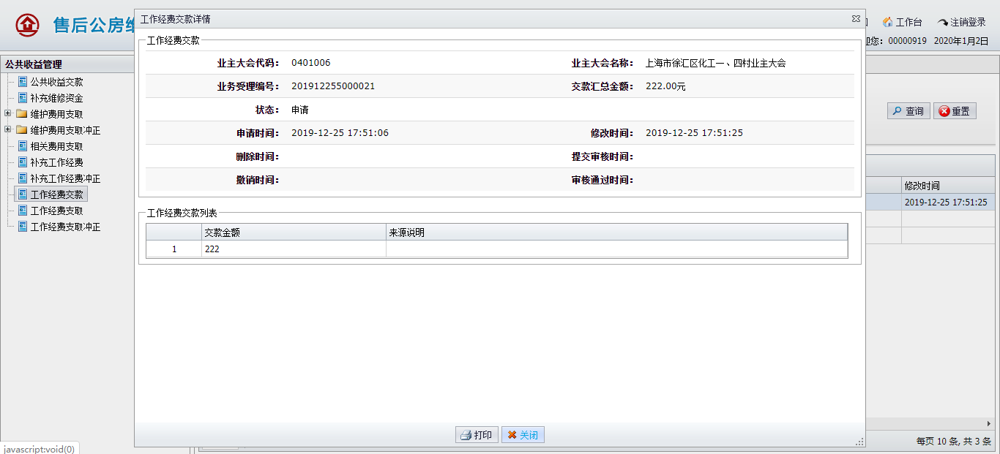 售后公房维
工作台
注销登录
迎您: 00000919 2020年1月2日
公共收益管理
公共收益交款
补充维修资金
维护费用支取
维护费用支取冲正
相关费用支取
补充工作经费
补充工作经费冲正
工作经费交款
工作经费支取
工作经费支取冲正
工作经费交款详情
工作经费交款
业主大会代码: 0401006 业主大会名称: 上海市徐汇区化工一、四村业主大会
业务受理编号: 201912255000021 交款汇总金额: 222.00元
状态: 申请
申请时间: 2019-12-25 17:51:06 修改时间: 2019-12-25 17:51:25
删除时间: 提交审核时间:
撤销时间: 审核通过时间:
工作经费交款列表
交款金额 来源说明
1 222
打印 关闭
查询 重置
修改时间
2019-12-25 17:51:25
每页 10 条, 共 3 条
javascript:void(0)